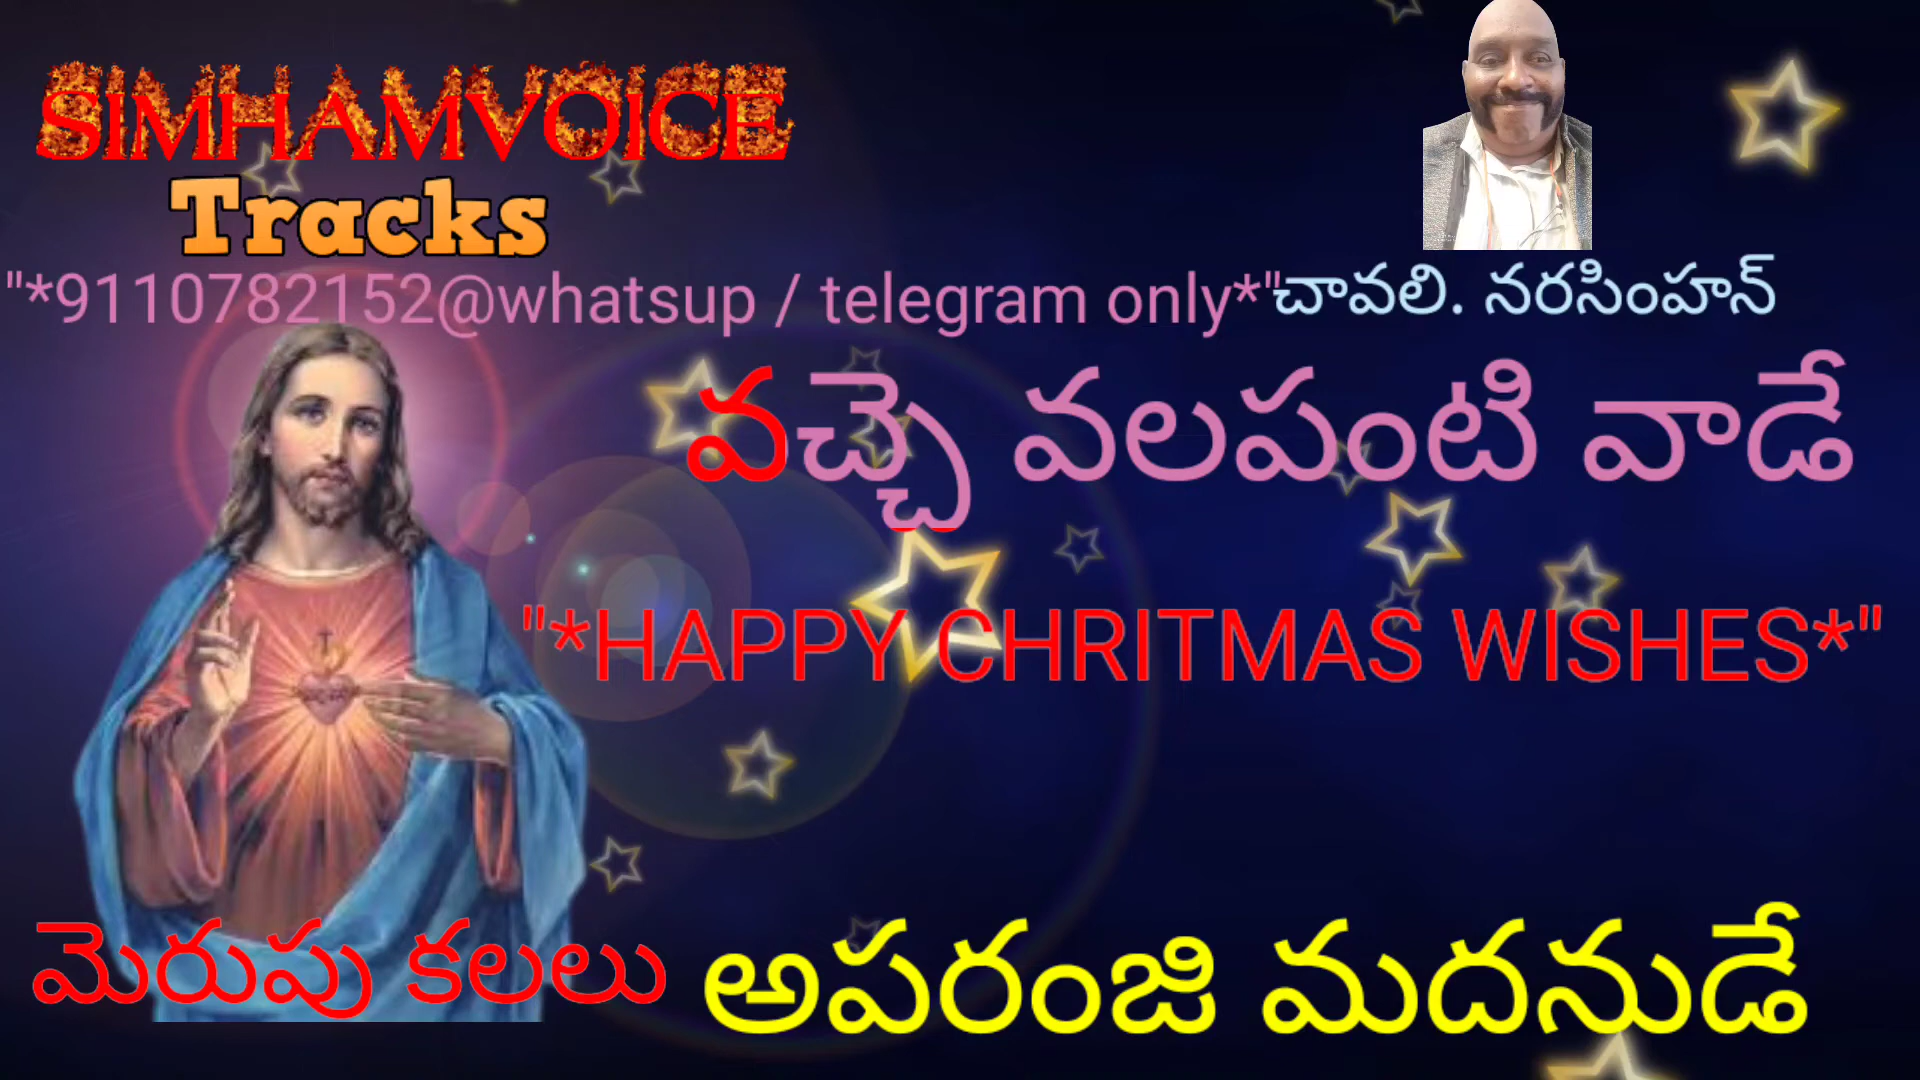 SIMHAMVOICE
Tracks
"*9110782152@whatsup / telegram only*"
చావలి. నరసింహన్
వచ్చె వలపంటి వాడే
"*HAPPY CHRITMAS WISHES*"
మెరుపు కలలు
అపరంజి మదనుడే